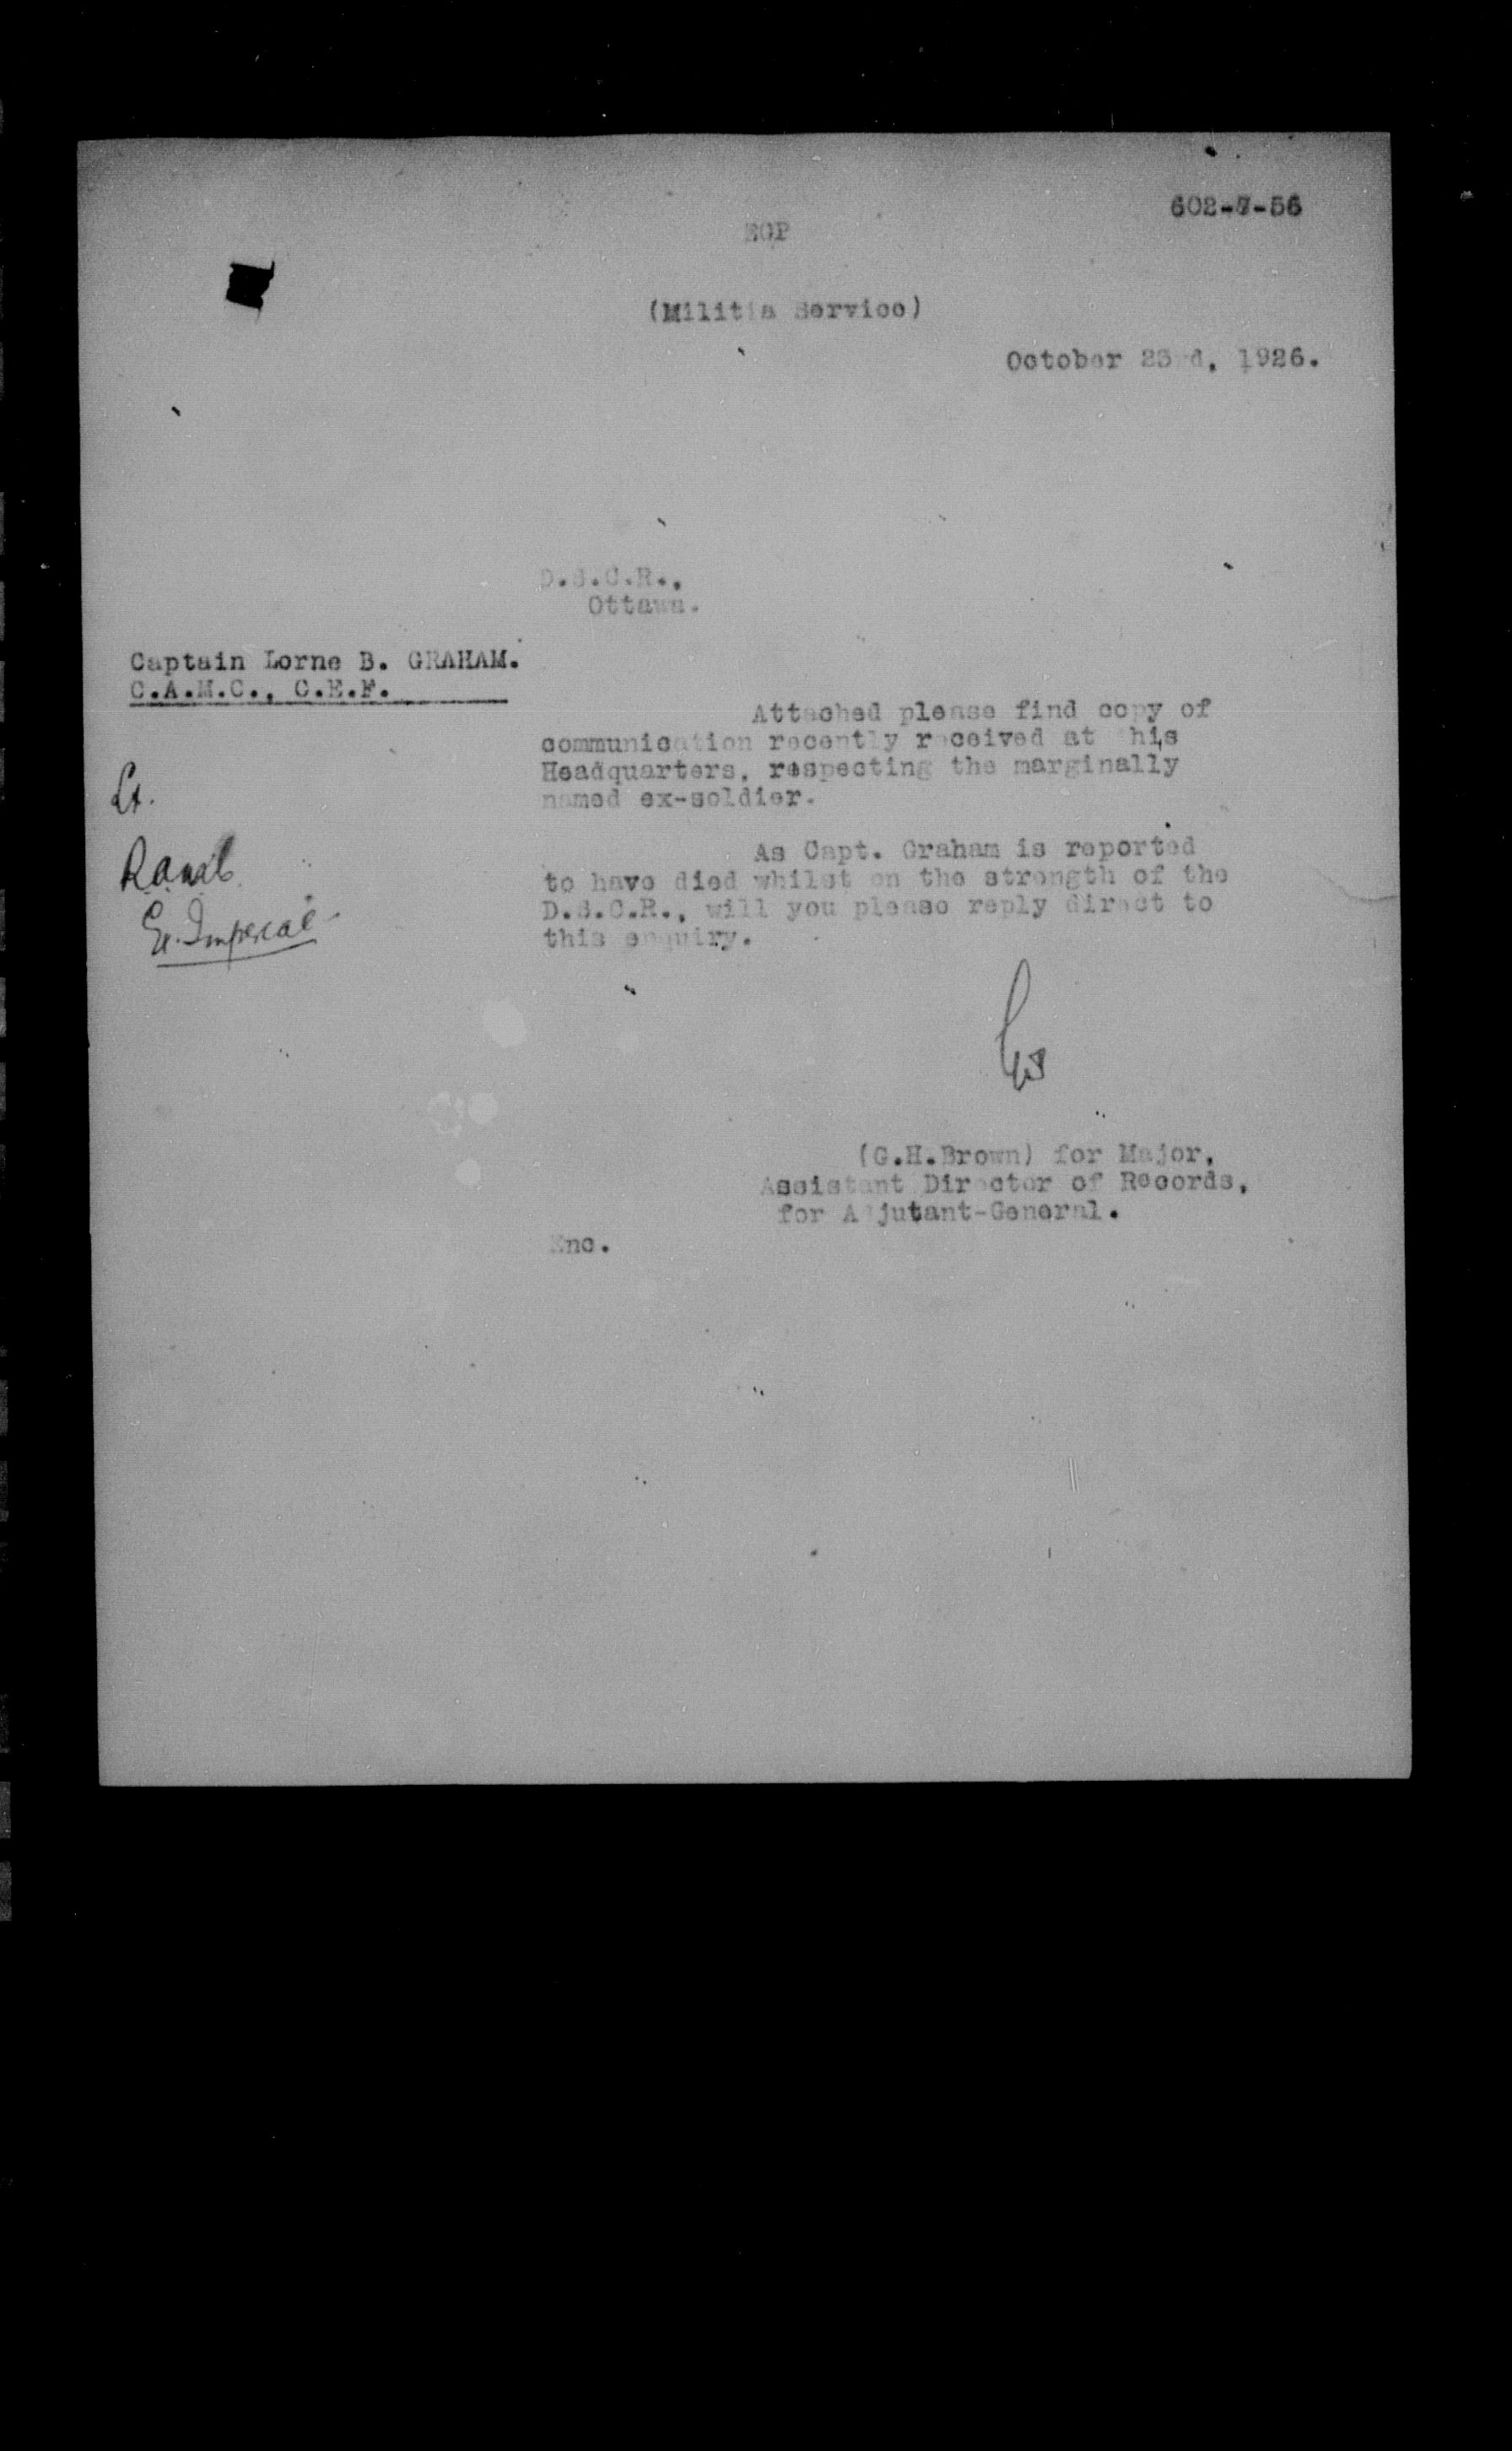 602-7-56
EGP
(Militia Service)
October 23rd, 1926.
D.S.C.R.,
Ottawa.
Captain Lorne B. GRAHAM.
C.A.M.C., C.E.F.
Attached please find copy of
communication recently received at this
Headquarters, respecting the marginally
named ex-soldier.
As Capt. Graham is reported
to have died whilst on the strength of the
D.S.C.R., will you please reply direct to
this enquiry.
Lt.
Ex. Imperial
(G.H.Brown) for Major,
Assistant Director of Records,
for Adjutant-General.
Enc.